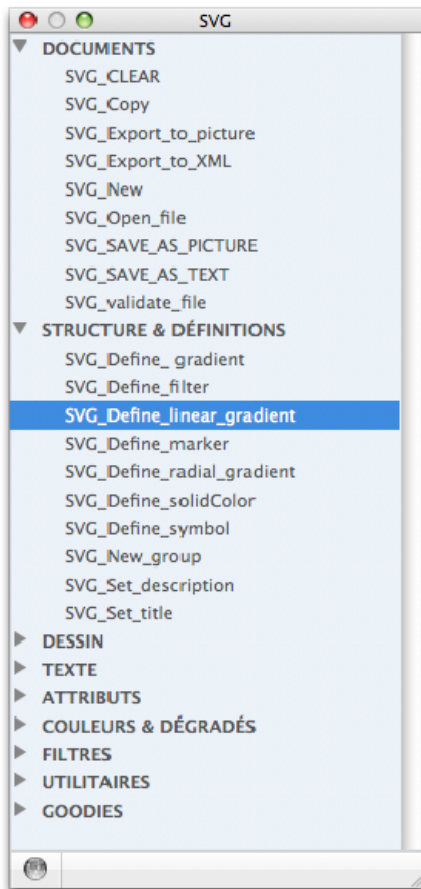 SVG
DOCUMENTS
SVG_CLEAR
SVG_Copy
SVG_Export_to_picture
SVG_Export_to_XML
SVG_New
SVG_Open_file
SVG_SAVE_AS_PICTURE
SVG_SAVE_AS_TEXT
SVG_validate_file
STRUCTURE & DÉFINITIONS
SVG_Define_ gradient
SVG_Define_filter
SVG_Define_linear_gradient
SVG_Define_marker
SVG_Define_radial_gradient
SVG_Define_solidColor
SVG_Define_symbol
SVG_New_group
SVG_Set_description
SVG_Set_title
DESSIN
TEXTE
ATTRIBUTS
COULEURS & DÉGRADÉS
FILTRES
UTILITAIRES
GOODIES